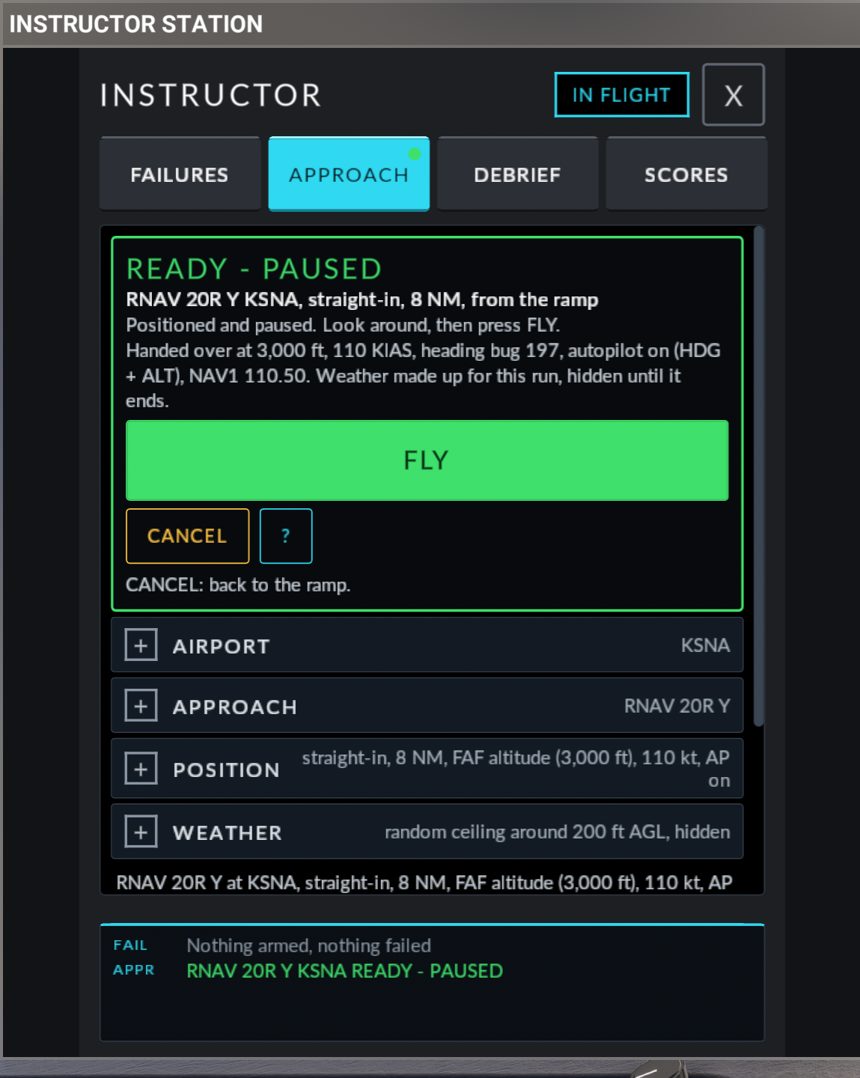 INSTRUCTOR STATION
INSTRUCTOR
IN FLIGHT
X
FAILURES
APPROACH
DEBRIEF
SCORES
READY - PAUSED
RNAV 20R Y KSNA, straight-in, 8 NM, from the ramp
Positioned and paused. Look around, then press FLY.
Handed over at 3,000 ft, 110 KIAS, heading bug 197, autopilot on (HDG
+ ALT), NAV1 110.50. Weather made up for this run, hidden until it
ends.
FLY
CANCEL
?
CANCEL: back to the ramp.
+ AIRPORT KSNA
+ APPROACH RNAV 20R Y
+ POSITION straight-in, 8 NM, FAF altitude (3,000 ft), 110 kt, AP
on
+ WEATHER random ceiling around 200 ft AGL, hidden
RNAV 20R Y at KSNA, straight-in, 8 NM, FAF altitude (3,000 ft), 110 kt, AP
FAIL Nothing armed, nothing failed
APPR RNAV 20R Y KSNA READY - PAUSED